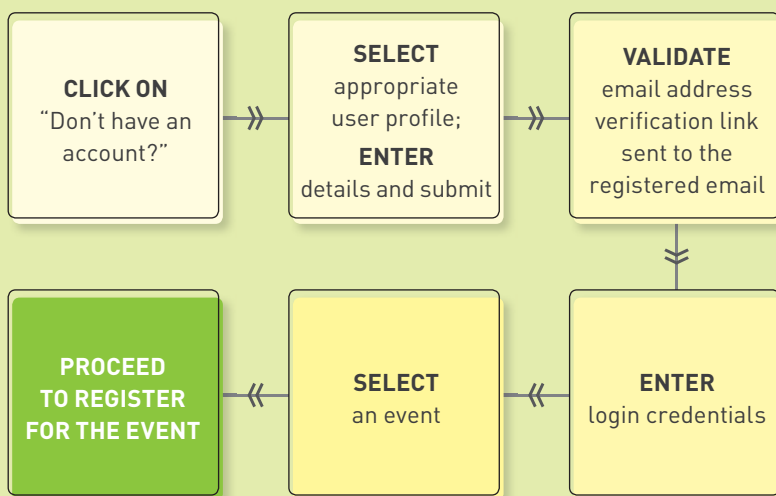 CLICK ON
“Don’t have an
account?”
SELECT
appropriate
user profile;
ENTER
details and submit
VALIDATE
email address
verification link
sent to the
registered email
ENTER
login credentials
SELECT
an event
PROCEED
TO REGISTER
FOR THE EVENT